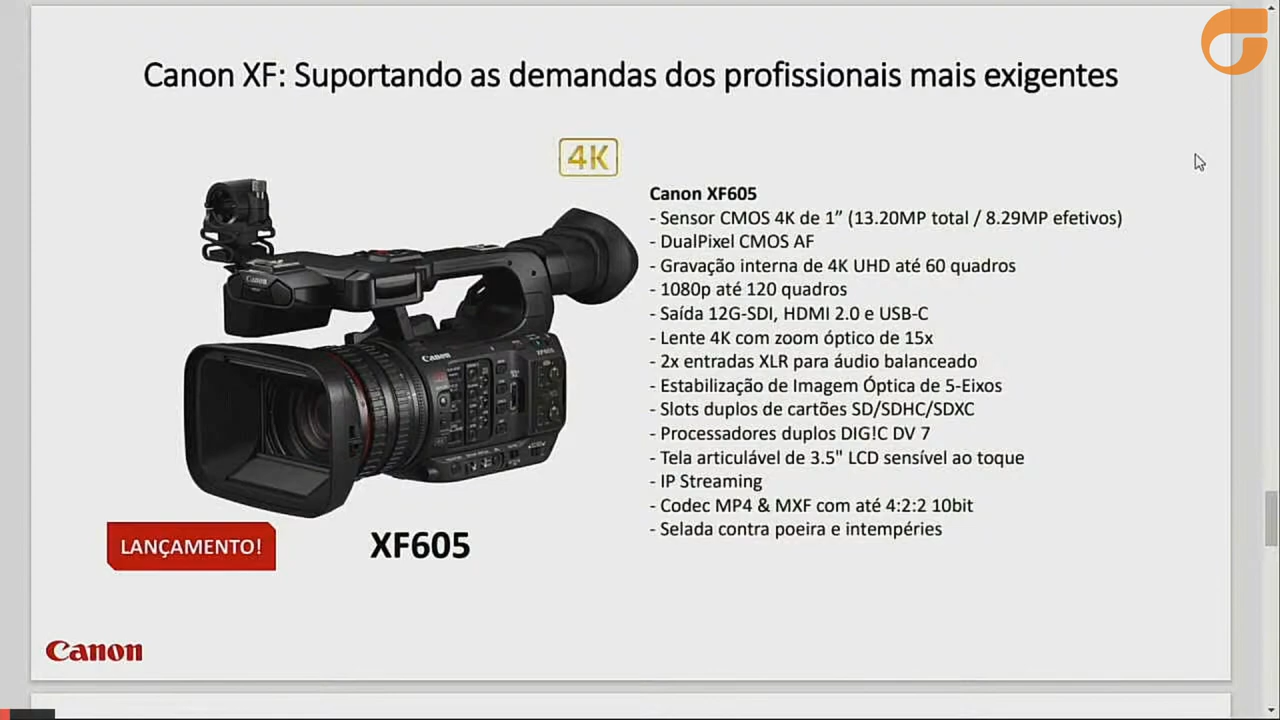 Canon XF: Suportando as demandas dos profissionais mais exigentes
4K
Canon XF605
- Sensor CMOS 4K de 1” (13.20MP total / 8.29MP efetivos)
- DualPixel CMOS AF
- Gravação interna de 4K UHD até 60 quadros
- 1080p até 120 quadros
- Saída 12G-SDI, HDMI 2.0 e USB-C
- Lente 4K com zoom óptico de 15x
- 2x entradas XLR para áudio balanceado
- Estabilização de Imagem Óptica de 5-Eixos
- Slots duplos de cartões SD/SDHC/SDXC
- Processadores duplos DIG!C DV 7
- Tela articulável de 3.5" LCD sensível ao toque
- IP Streaming
- Codec MP4 & MXF com até 4:2:2 10bit
- Selada contra poeira e intempéries
Canon
Canon
XF605
LANÇAMENTO!
XF605
Canon